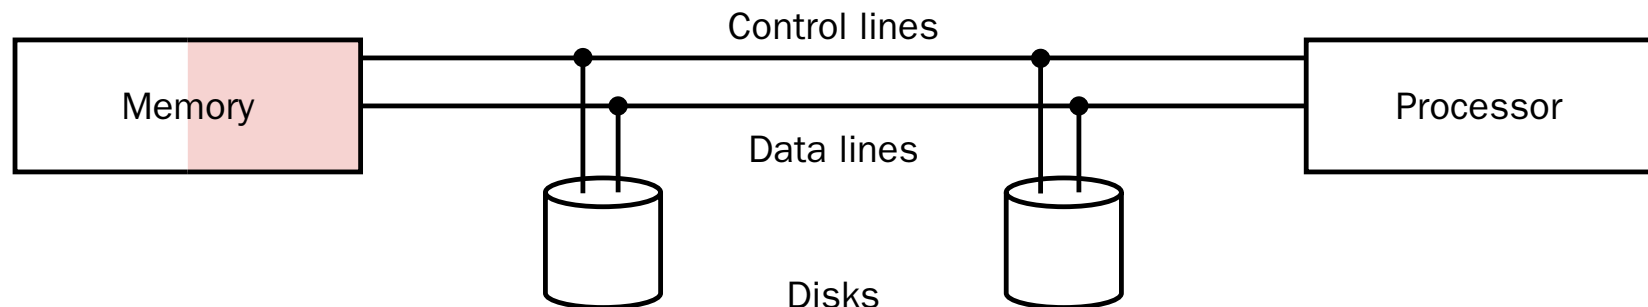 Control lines
Memory
Processor
Data lines
Disks